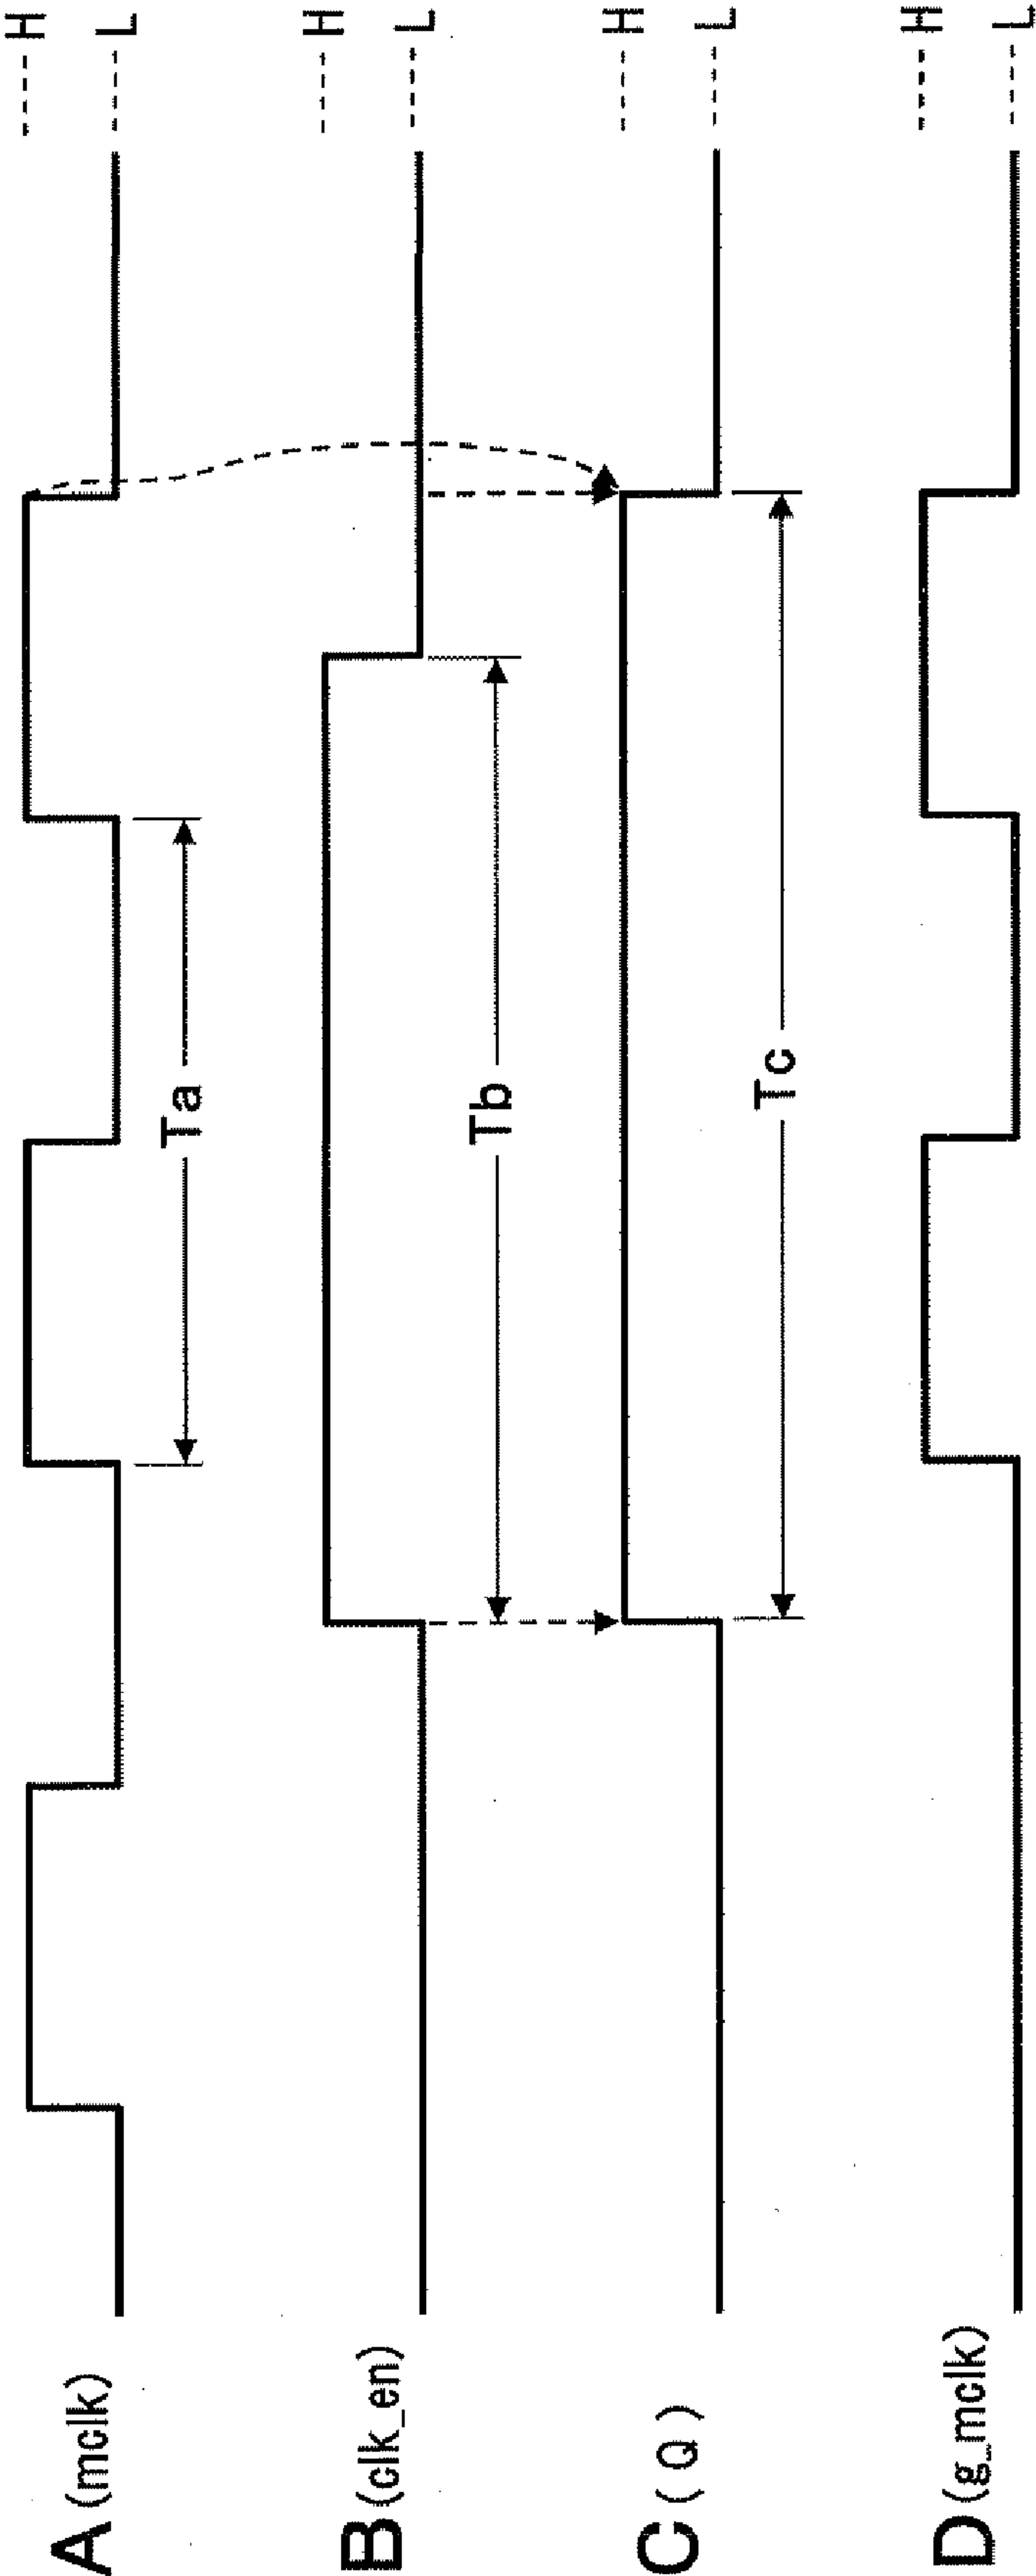 A (mclk)
Ta
H
L
B (clk_en)
Tb
H
L
C ( Q )
Tc
H
L
D (g_mclk)
H
L